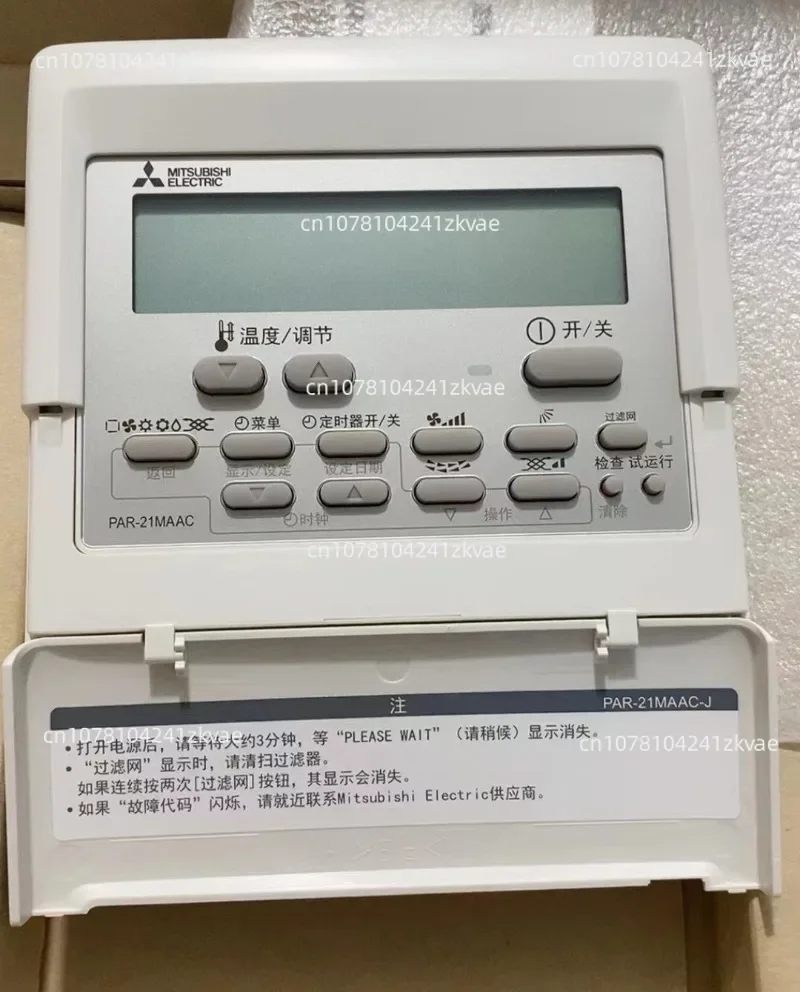 cn1078104241zkvae cn1078104241zkvae
MITSUBISHI
ELECTRIC
cn1078104241zkvae
温度/调节 开/关
cn1078104241zkvae
菜单 定时器开/关 过滤网
返回 显示/设定 设定日期 检查 试运行
PAR-21MAAC 时钟 操作 清除
cn1078104241zkvae
注 PAR-21MAAC-J
cn1078104241zkvae cn1078104241zkvae
•打开电源后，请等待大约3分钟，等“PLEASE WAIT”（请稍候）显示消失。
•“过滤网”显示时，请清扫过滤器。
如果连续按两次[过滤网]按钮，其显示会消失。
•如果“故障代码”闪烁，请就近联系Mitsubishi Electric供应商。